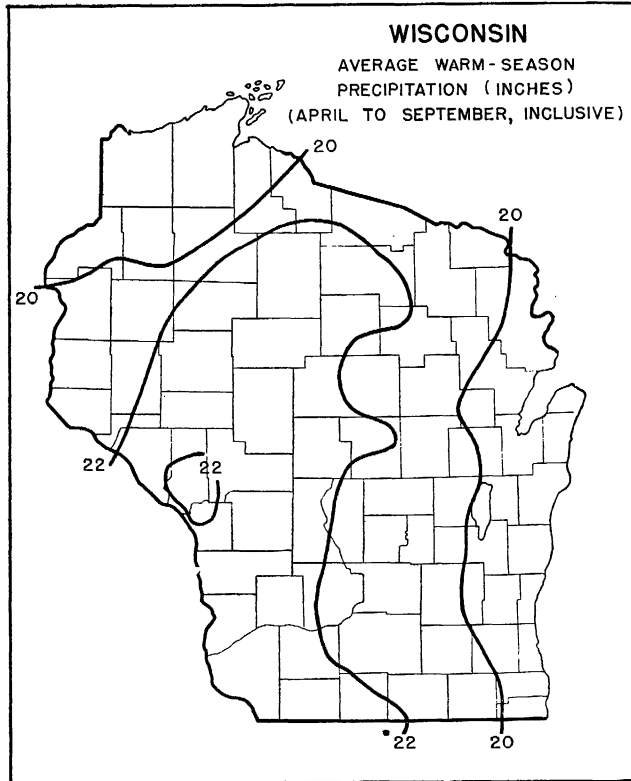 WISCONSIN
AVERAGE WARM-SEASON
PRECIPITATION (INCHES)
(APRIL TO SEPTEMBER, INCLUSIVE)
20
20
20
22
22
22
20